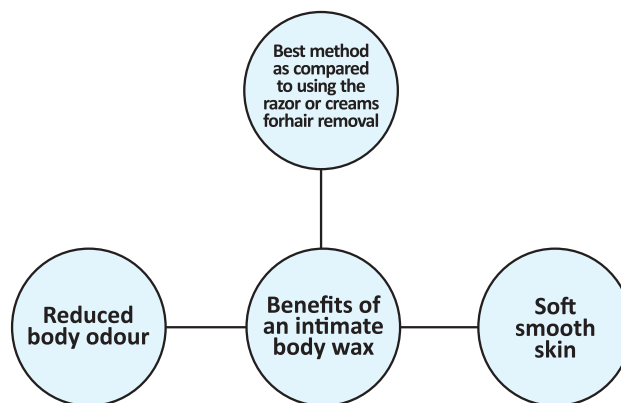 Best method
as compared
to using the
razor or creams
forhair removal
Reduced
body odour
Benefits of
an intimate
body wax
Soft
smooth
skin